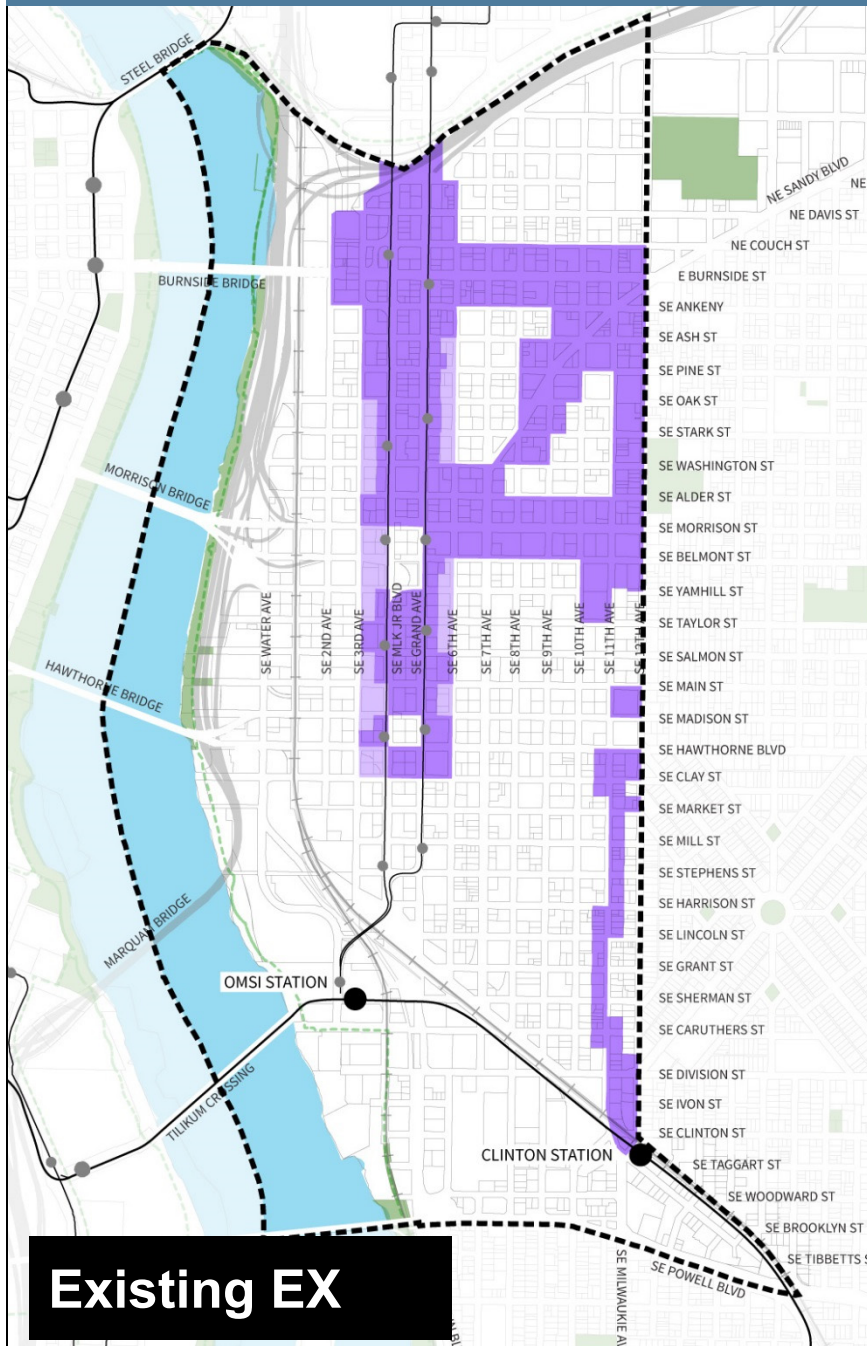 STEEL BRIDGE
NE SANDY BLVD
NE
NE DAVIS ST
NE COUCH ST
E BURNSIDE ST
BURNSIDE BRIDGE
SE ANKENY
SE ASH ST
SE PINE ST
SE OAK ST
SE STARK ST
SE WASHINGTON ST
MORRISON BRIDGE
SE ALDER ST
SE MORRISON ST
SE BELMONT ST
SE YAMHILL ST
SE TAYLOR ST
SE SALMON ST
SE WATER AVE
SE 2ND AVE
SE 3RD AVE
SE MLK JR BLVD
SE GRAND AVE
SE 6TH AVE
SE 7TH AVE
SE 8TH AVE
SE 9TH AVE
SE 10TH AVE
SE 11TH AVE
SE 12TH AVE
HAWTHORNE BRIDGE
SE MAIN ST
SE MADISON ST
SE HAWTHORNE BLVD
SE CLAY ST
SE MARKET ST
SE MILL ST
SE STEPHENS ST
SE HARRISON ST
SE LINCOLN ST
MARQUAM BRIDGE
SE GRANT ST
OMSI STATION
SE SHERMAN ST
SE CARUTHERS ST
SE DIVISION ST
TILIKUM CROSSING
SE IVON ST
SE CLINTON ST
CLINTON STATION
SE TAGGART ST
SE WOODWARD ST
SE BROOKLYN ST
SE TIBBETTS S
SE POWELL BLVD
SE MILWAUKIE AV
Existing EX